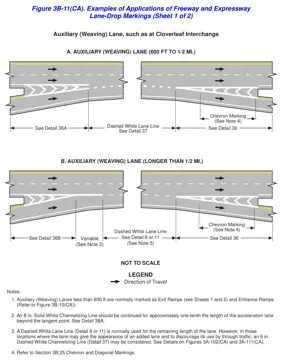 Figure 3B-11(CA). Examples of Applications of Freeway and Expressway
Lane-Drop Markings (Sheet 1 of 2)
Auxiliary (Weaving) Lane, such as at Cloverleaf Interchange
A. AUXILIARY (WEAVING) LANE (600 FT TO 1/2 MI.)
Chevron Marking
(See Note 4)
See Detail 36A
Dashed White Lane Line
See Detail 37
See Detail 36
B. AUXILIARY (WEAVING) LANE (LONGER THAN 1/2 MI.)
Chevron Marking
(See Note 4)
See Detail 36B
Variable
(See Note 2)
Dashed White Lane Line
See Detail 8 or 11
(See Note 3)
See Detail 36
NOT TO SCALE
LEGEND
Direction of Travel
Notes:
1. Auxiliary (Weaving) Lanes less than 600 ft are normally marked as Exit Ramps (see Sheets 1 and 2) and Entrance Ramps
(Refer to Figure 3B-10(CA)).
2. An 8 in. Solid White Channelizing Line should be continued for approximately one-tenth the length of the acceleration lane
beyond the tangent point. See Detail 38A.
3. A Dashed White Lane Line (Detail 8 or 11) is normally used for the remaining length of the lane. However, in those
locations where the lane may give the appearance of an added lane and to discourage its use by through traffic, an 8 in.
Dashed White Channelizing Line (Detail 37) may be considered. See Details on Figures 3A-102(CA) and 3A-111(CA).
4. Refer to Section 3B.25 Chevron and Diagonal Markings.